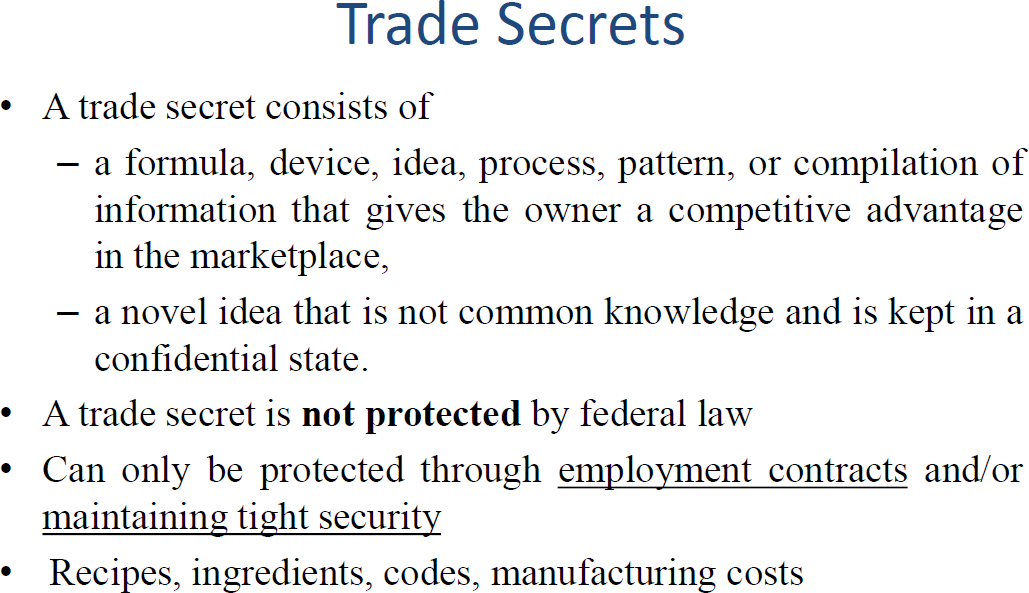 Trade Secrets
• A trade secret consists of
– a formula, device, idea, process, pattern, or compilation of
information that gives the owner a competitive advantage
in the marketplace,
– a novel idea that is not common knowledge and is kept in a
confidential state.
• A trade secret is not protected by federal law
• Can only be protected through employment contracts and/or
maintaining tight security
• Recipes, ingredients, codes, manufacturing costs